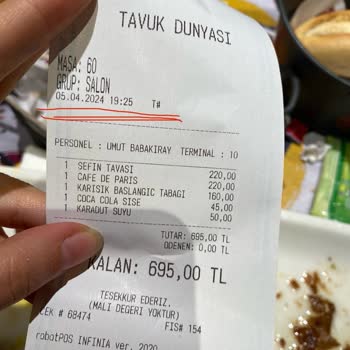 TAVUK DUNYASI
MASA: 60
GRUP: SALON
05.04.2024 19:25 T#
PERSONEL : UMUT BABAKIRAY TERMINAL : 10
1 SEFIN TAVASI 220,00
1 CAFE DE PARIS 220,00
1 KARISIK BASLANGIC TABAGI 160,00
1 COCA COLA SISE 45,00
1 KARADUT SUYU 50,00
TUTAR: 695,00 TL
ODENEN: 0,00 TL
KALAN: 695,00 TL
TESEKKUR EDERIZ.
(MALI DEGERI YOKTUR)
CEK # 68474 FIS# 154
robotPOS INFINIA ver. 2020